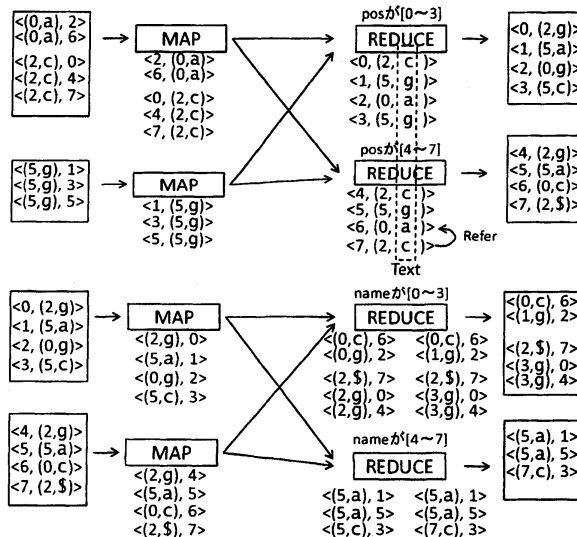 <(0,a), 2>
<(0,a), 6>
<(2,c), 0>
<(2,c), 4>
<(2,c), 7>
MAP
<2, (0,a)>
<6, (0,a)>
<0, (2,c)>
<4, (2,c)>
<7, (2,c)>
posが[0～3]
REDUCE
<0, (2, c )>
<1, (5, g )>
<2, (0, a )>
<3, (5, g )>
<0, (2,g)>
<1, (5,a)>
<2, (0,g)>
<3, (5,c)>
<(5,g), 1>
<(5,g), 3>
<(5,g), 5>
MAP
<1, (5,g)>
<3, (5,g)>
<5, (5,g)>
posが[4～7]
REDUCE
<4, (2, c )>
<5, (5, g )>
<6, (0, a )>
<7, (2, c )>
Refer
Text
<4, (2,g)>
<5, (5,a)>
<6, (0,c)>
<7, (2,$)>
<0, (2,g)>
<1, (5,a)>
<2, (0,g)>
<3, (5,c)>
MAP
<(2,g), 0>
<(5,a), 1>
<(0,g), 2>
<(5,c), 3>
nameが[0～3]
REDUCE
<(0,c), 6> <(0,c), 6>
<(0,g), 2> <(1,g), 2>
<(2,$), 7> <(2,$), 7>
<(2,g), 0> <(3,g), 0>
<(2,g), 4> <(3,g), 4>
<(0,c), 6>
<(1,g), 2>
<(2,$), 7>
<(3,g), 0>
<(3,g), 4>
<4, (2,g)>
<5, (5,a)>
<6, (0,c)>
<7, (2,$)>
MAP
<(2,g), 4>
<(5,a), 5>
<(0,c), 6>
<(2,$), 7>
nameが[4～7]
REDUCE
<(5,a), 1> <(5,a), 1>
<(5,a), 5> <(5,a), 5>
<(5,c), 3> <(7,c), 3>
<(5,a), 1>
<(5,a), 5>
<(7,c), 3>